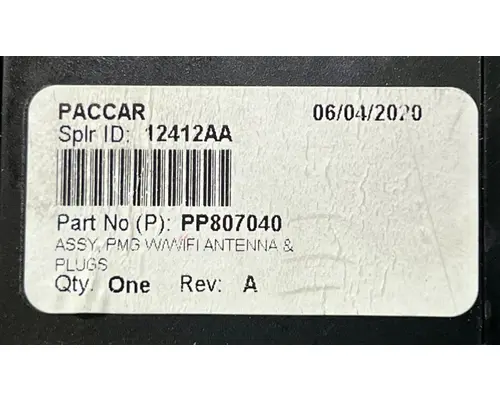 PACCAR 06/04/2020
Splr ID: 12412AA
Part No (P): PP807040
ASSY, PMG W/WIFI ANTENNA &
PLUGS
Qty. One Rev: A